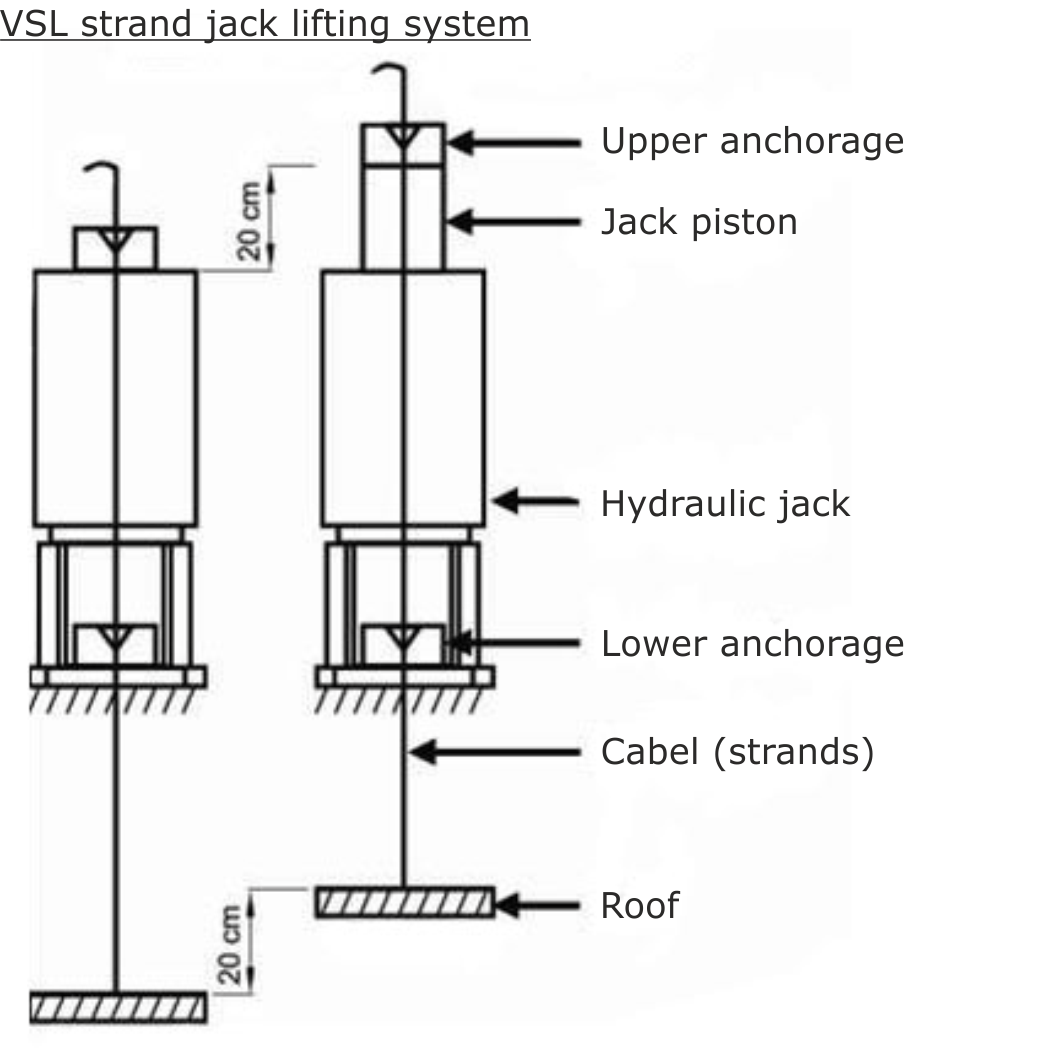 VSL strand jack lifting system
Upper anchorage
20 cm
Jack piston
Hydraulic jack
Lower anchorage
Cabel (strands)
Roof
20 cm